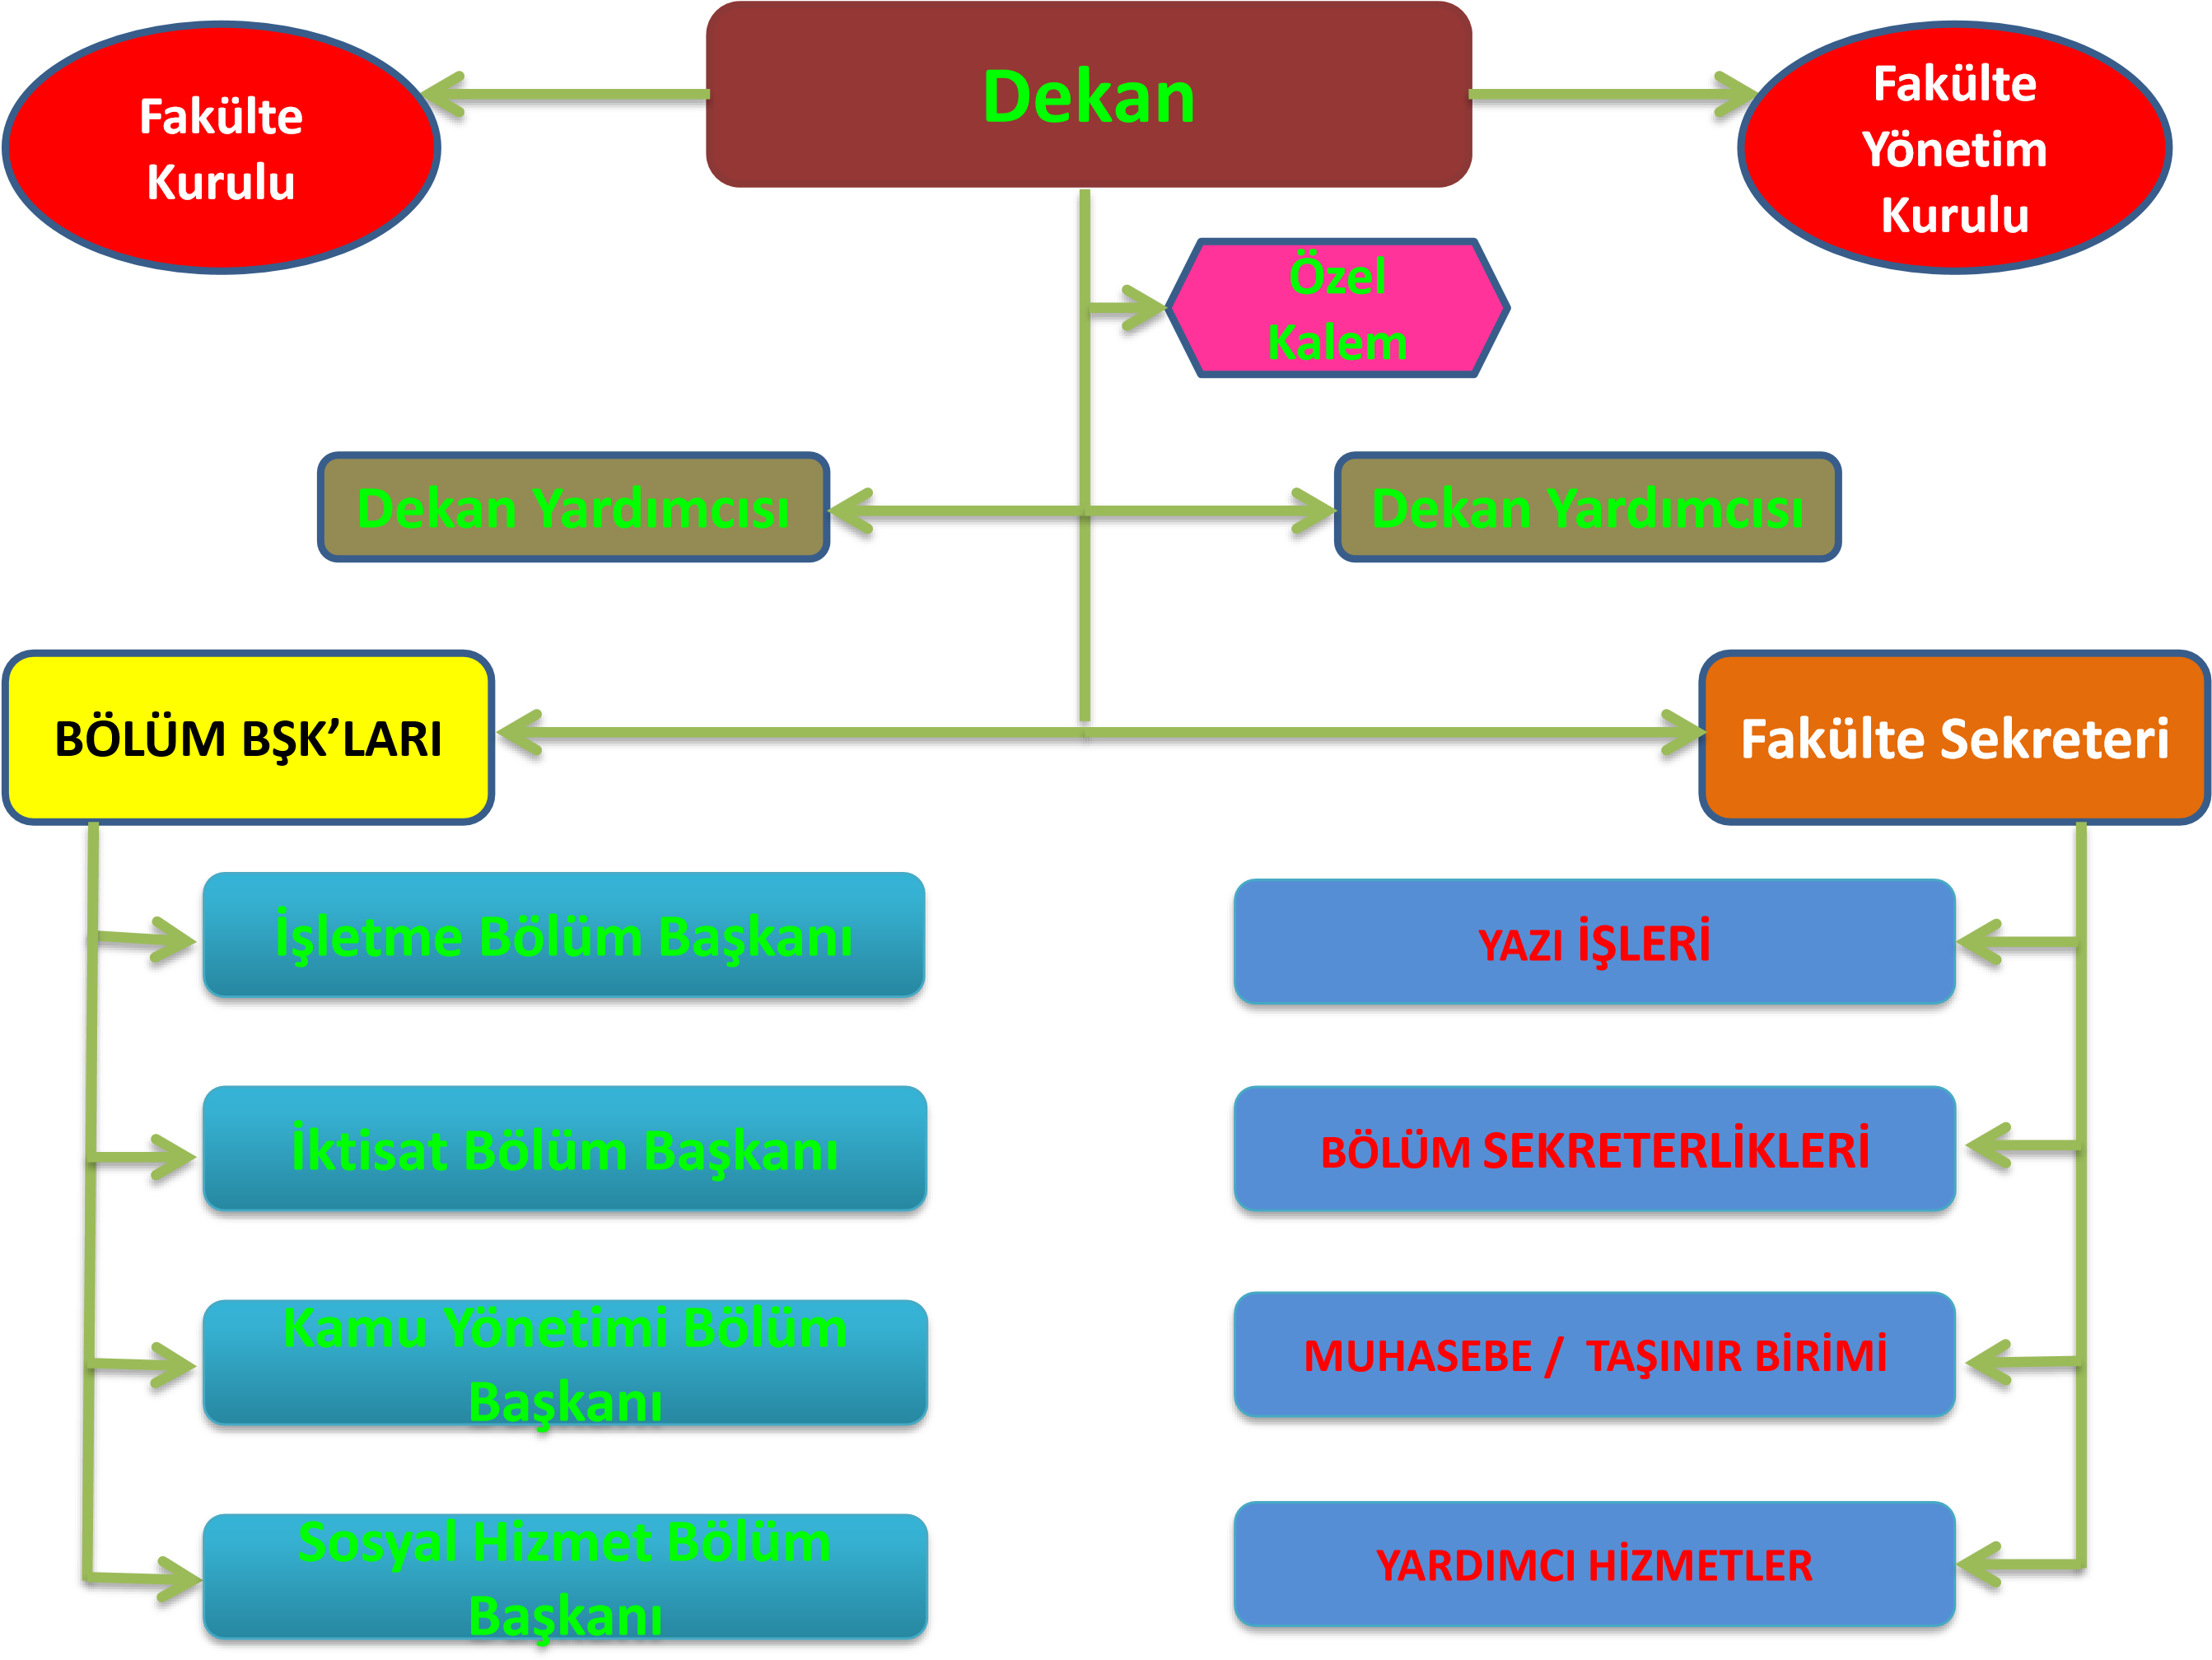 Dekan
Fakülte
Kurulu
Fakülte
Yönetim
Kurulu
Özel
Kalem
Dekan Yardımcısı
Dekan Yardımcısı
BÖLÜM BŞK’LARI
Fakülte Sekreteri
İşletme Bölüm Başkanı
İktisat Bölüm Başkanı
Kamu Yönetimi Bölüm
Başkanı
Sosyal Hizmet Bölüm
Başkanı
YAZI İŞLERİ
BÖLÜM SEKRETERLİKLERİ
MUHASEBE / TAŞINIR BİRİMİ
YARDIMCI HİZMETLER